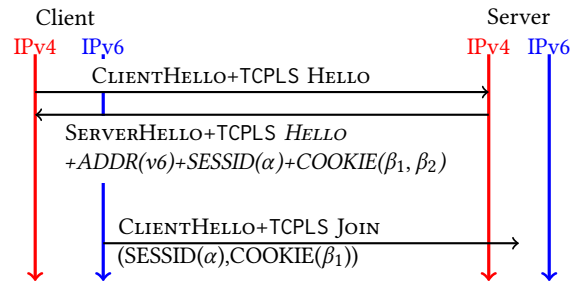 Client Server
IPv4 IPv6 IPv4 IPv6
CLIENTHELLO+TCPLS HELLO
SERVERHELLO+TCPLS HELLO
+ADDR(v6)+SESSID(α)+COOKIE(β₁, β₂)
CLIENTHELLO+TCPLS JOIN
(SESSID(α),COOKIE(β₁))